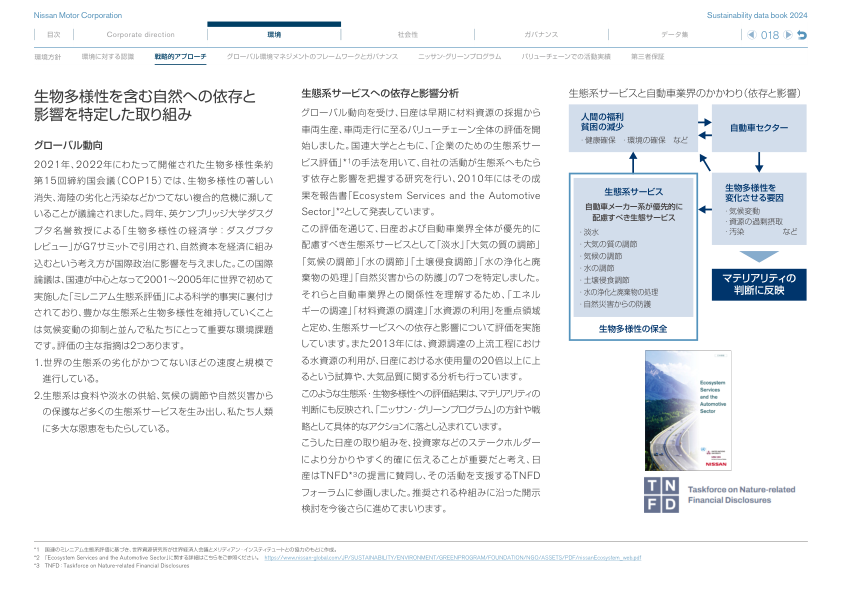 Nissan Motor Corporation
Sustainability data book 2024
目次
Corporate direction
環境
社会性
ガバナンス
データ集
018
環境方針
環境に対する認識
戦略的アプローチ
グローバル環境マネジメントのフレームワークとガバナンス
ニッサン・グリーンプログラム
バリューチェーンでの活動実績
第三者保証
生物多様性を含む自然への依存と
影響を特定した取り組み
グローバル動向
2021年、2022年にわたって開催された生物多様性条約
第15回締約国会議(COP15)では、生物多様性の著しい
消失、海陸の劣化と汚染などかつてない複合的危機に瀕して
いることが議論されました。同年、英ケンブリッジ大学ダスグ
プタ名誉教授による「生物多様性の経済学：ダスグプタ
レビュー」がG7サミットで引用され、自然資本を経済に組み
込むという考え方が国際政治に影響を与えました。この国際
論議は、国連が中心となって2001～2005年に世界で初めて
実施した「ミレニアム生態系評価」による科学的事実に裏付け
されており、豊かな生態系と生物多様性を維持していくこと
は気候変動の抑制と並んで私たちにとって重要な環境課題
です。評価の主な指摘は2つあります。
1.世界の生態系の劣化がかつてないほどの速度と規模で
進行している。
2.生態系は食料や淡水の供給、気候の調節や自然災害から
の保護など多くの生態系サービスを生み出し、私たち人類
に多大な恩恵をもたらしている。
生態系サービスへの依存と影響分析
グローバル動向を受け、日産は早期に材料資源の採掘から
車両生産、車両走行に至るバリューチェーン全体の評価を開
始しました。国連大学とともに、「企業のための生態系サー
ビス評価」*1の手法を用いて、自社の活動が生態系へもたら
す依存と影響を把握する研究を行い、2010年にはその成
果を報告書「Ecosystem Services and the Automotive
Sector」*2として発表しています。
この評価を通じて、日産および自動車業界全体が優先的に
配慮すべき生態系サービスとして「淡水」「大気の質の調節」
「気候の調節」「水の調節」「土壌侵食調節」「水の浄化と廃
棄物の処理」「自然災害からの防護」の7つを特定しました。
それらと自動車業界との関係性を理解するため、「エネル
ギーの調達」「材料資源の調達」「水資源の利用」を重点領域
と定め、生態系サービスへの依存と影響について評価を実施
しています。また2013年には、資源調達の上流工程におけ
る水資源の利用が、日産における水使用量の20倍以上に上
るという試算や、大気品質に関する分析も行っています。
このような生態系・生物多様性への評価結果は、マテリアリティの
判断にも反映され、「ニッサン・グリーンプログラム」の方針や戦
略として具体的なアクションに落とし込まれています。
こうした日産の取り組みを、投資家などのステークホルダー
により分かりやすく的確に伝えることが重要だと考え、日
産はTNFD*3の提言に賛同し、その活動を支援するTNFD
フォーラムに参画しました。推奨される枠組みに沿った開示
検討を今後さらに進めてまいります。
生態系サービスと自動車業界のかかわり(依存と影響)
人間の福利
貧困の減少
・健康確保 ・環境の確保 など
自動車セクター
生態系サービス
自動車メーカー系が優先的に
配慮すべき生態サービス
・淡水
・大気の質の調節
・気候の調節
・水の調節
・土壌侵食調節
・水の浄化と廃棄物の処理
・自然災害からの防護
生物多様性の保全
生物多様性を
変化させる要因
・気候変動
・資源の過剰摂取
・汚染 など
マテリアリティの
判断に反映
Ecosystem
Services
and the
Automotive
Sector
NISSAN
TNFD
Taskforce on Nature-related
Financial Disclosures
*1 国連のミレニアム生態系評価に基づき、世界資源研究所が世界経済人会議とメリディアン・インスティテュートとの協力のもとに作成。
*2 「Ecosystem Services and the Automotive Sector」に関する詳細はこちらをご参照ください。 https://www.nissan-global.com/JP/SUSTAINABILITY/ENVIRONMENT/GREENPROGRAM/FOUNDATION/NGO/ASSETS/PDF/nissanEcosystem_web.pdf
*3 TNFD : Taskforce on Nature-related Financial Disclosures